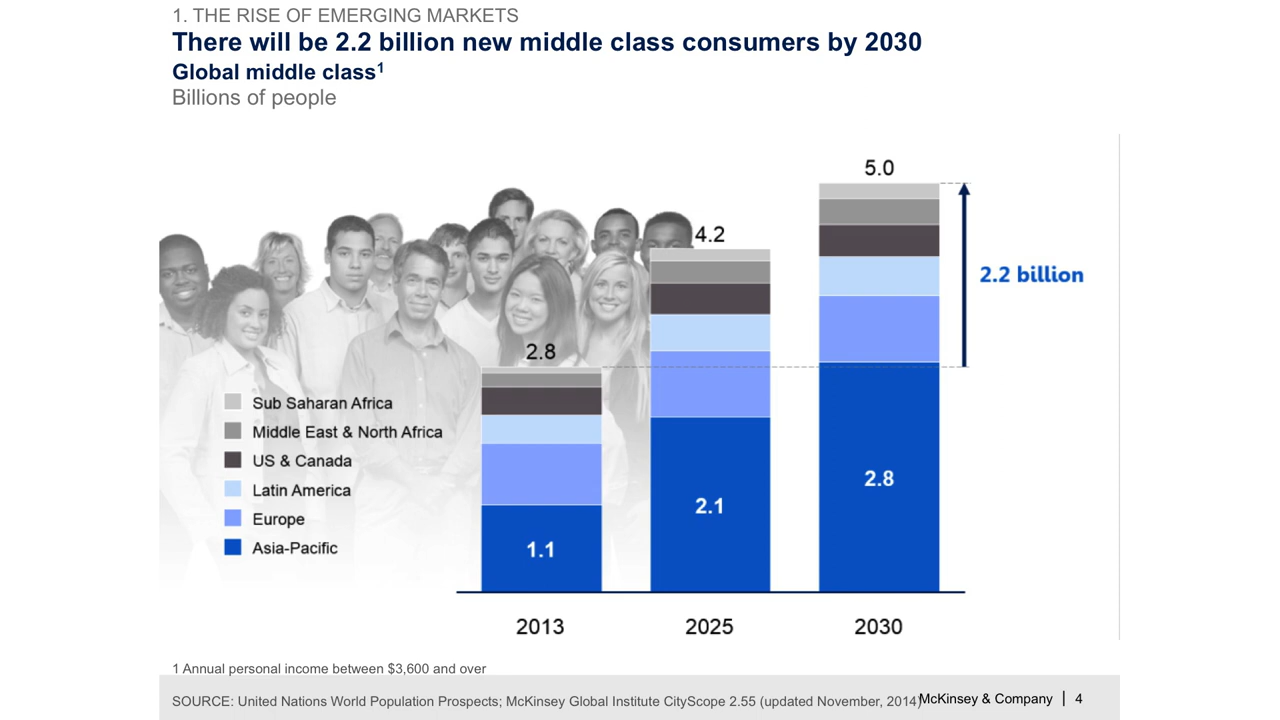 1. THE RISE OF EMERGING MARKETS
There will be 2.2 billion new middle class consumers by 2030
Global middle class¹
Billions of people
5.0
4.2
2.2 billion
2.8
Sub Saharan Africa
Middle East & North Africa
US & Canada
Latin America
Europe
Asia-Pacific
1.1
2.1
2.8
2013
2025
2030
1 Annual personal income between $3,600 and over
SOURCE: United Nations World Population Prospects; McKinsey Global Institute CityScope 2.55 (updated November, 2014)
McKinsey & Company | 4